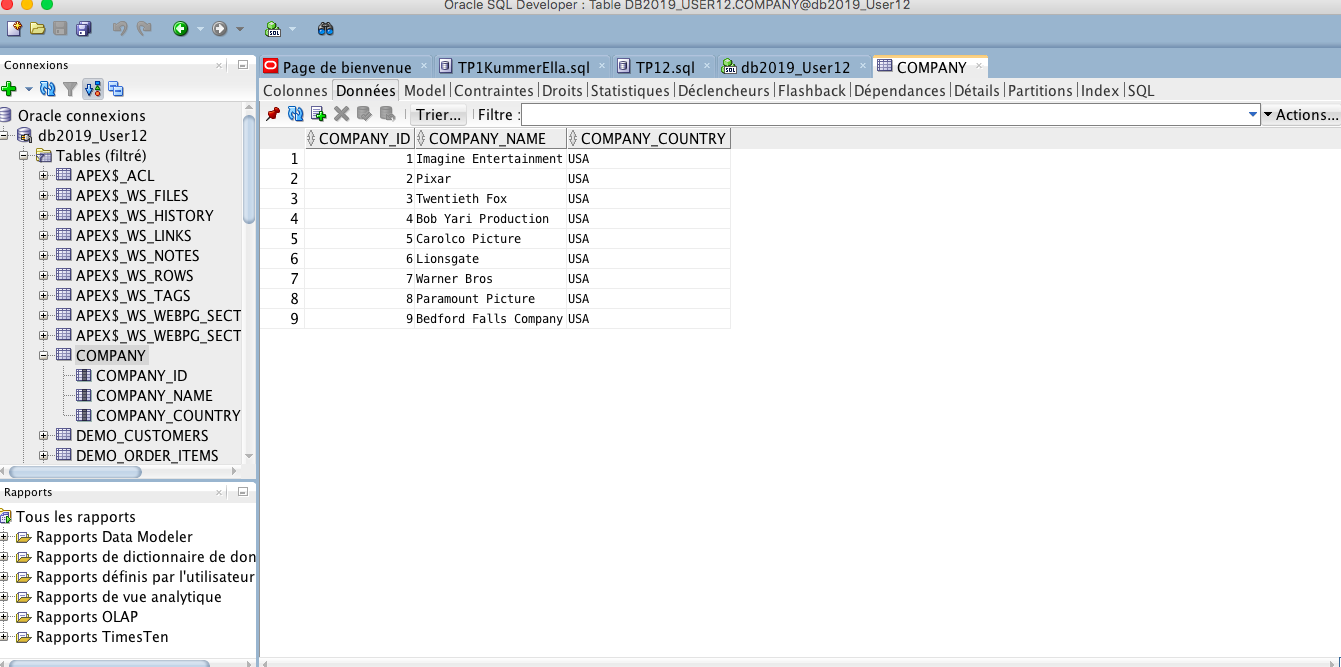 Oracle SQL Developer : Table DB2019_USER12.COMPANY@db2019_User12
Connexions
Page de bienvenue TP1KummerElla.sql TP12.sql db2019_User12 COMPANY
Colonnes Données Model Contraintes Droits Statistiques Déclencheurs Flashback Dépendances Détails Partitions Index SQL
Trier... Filtre : Actions...
Oracle connexions
db2019_User12
Tables (filtré)
APEX$_ACL
APEX$_WS_FILES
APEX$_WS_HISTORY
APEX$_WS_LINKS
APEX$_WS_NOTES
APEX$_WS_ROWS
APEX$_WS_TAGS
APEX$_WS_WEBPG_SECT
APEX$_WS_WEBPG_SECT
COMPANY
COMPANY_ID
COMPANY_NAME
COMPANY_COUNTRY
DEMO_CUSTOMERS
DEMO_ORDER_ITEMS
COMPANY_ID COMPANY_NAME COMPANY_COUNTRY
1 1 Imagine Entertainment USA
2 2 Pixar USA
3 3 Twentieth Fox USA
4 4 Bob Yari Production USA
5 5 Carolco Picture USA
6 6 Lionsgate USA
7 7 Warner Bros USA
8 8 Paramount Picture USA
9 9 Bedford Falls Company USA
Rapports
Tous les rapports
Rapports Data Modeler
Rapports de dictionnaire de don
Rapports définis par l'utilisateur
Rapports de vue analytique
Rapports OLAP
Rapports TimesTen